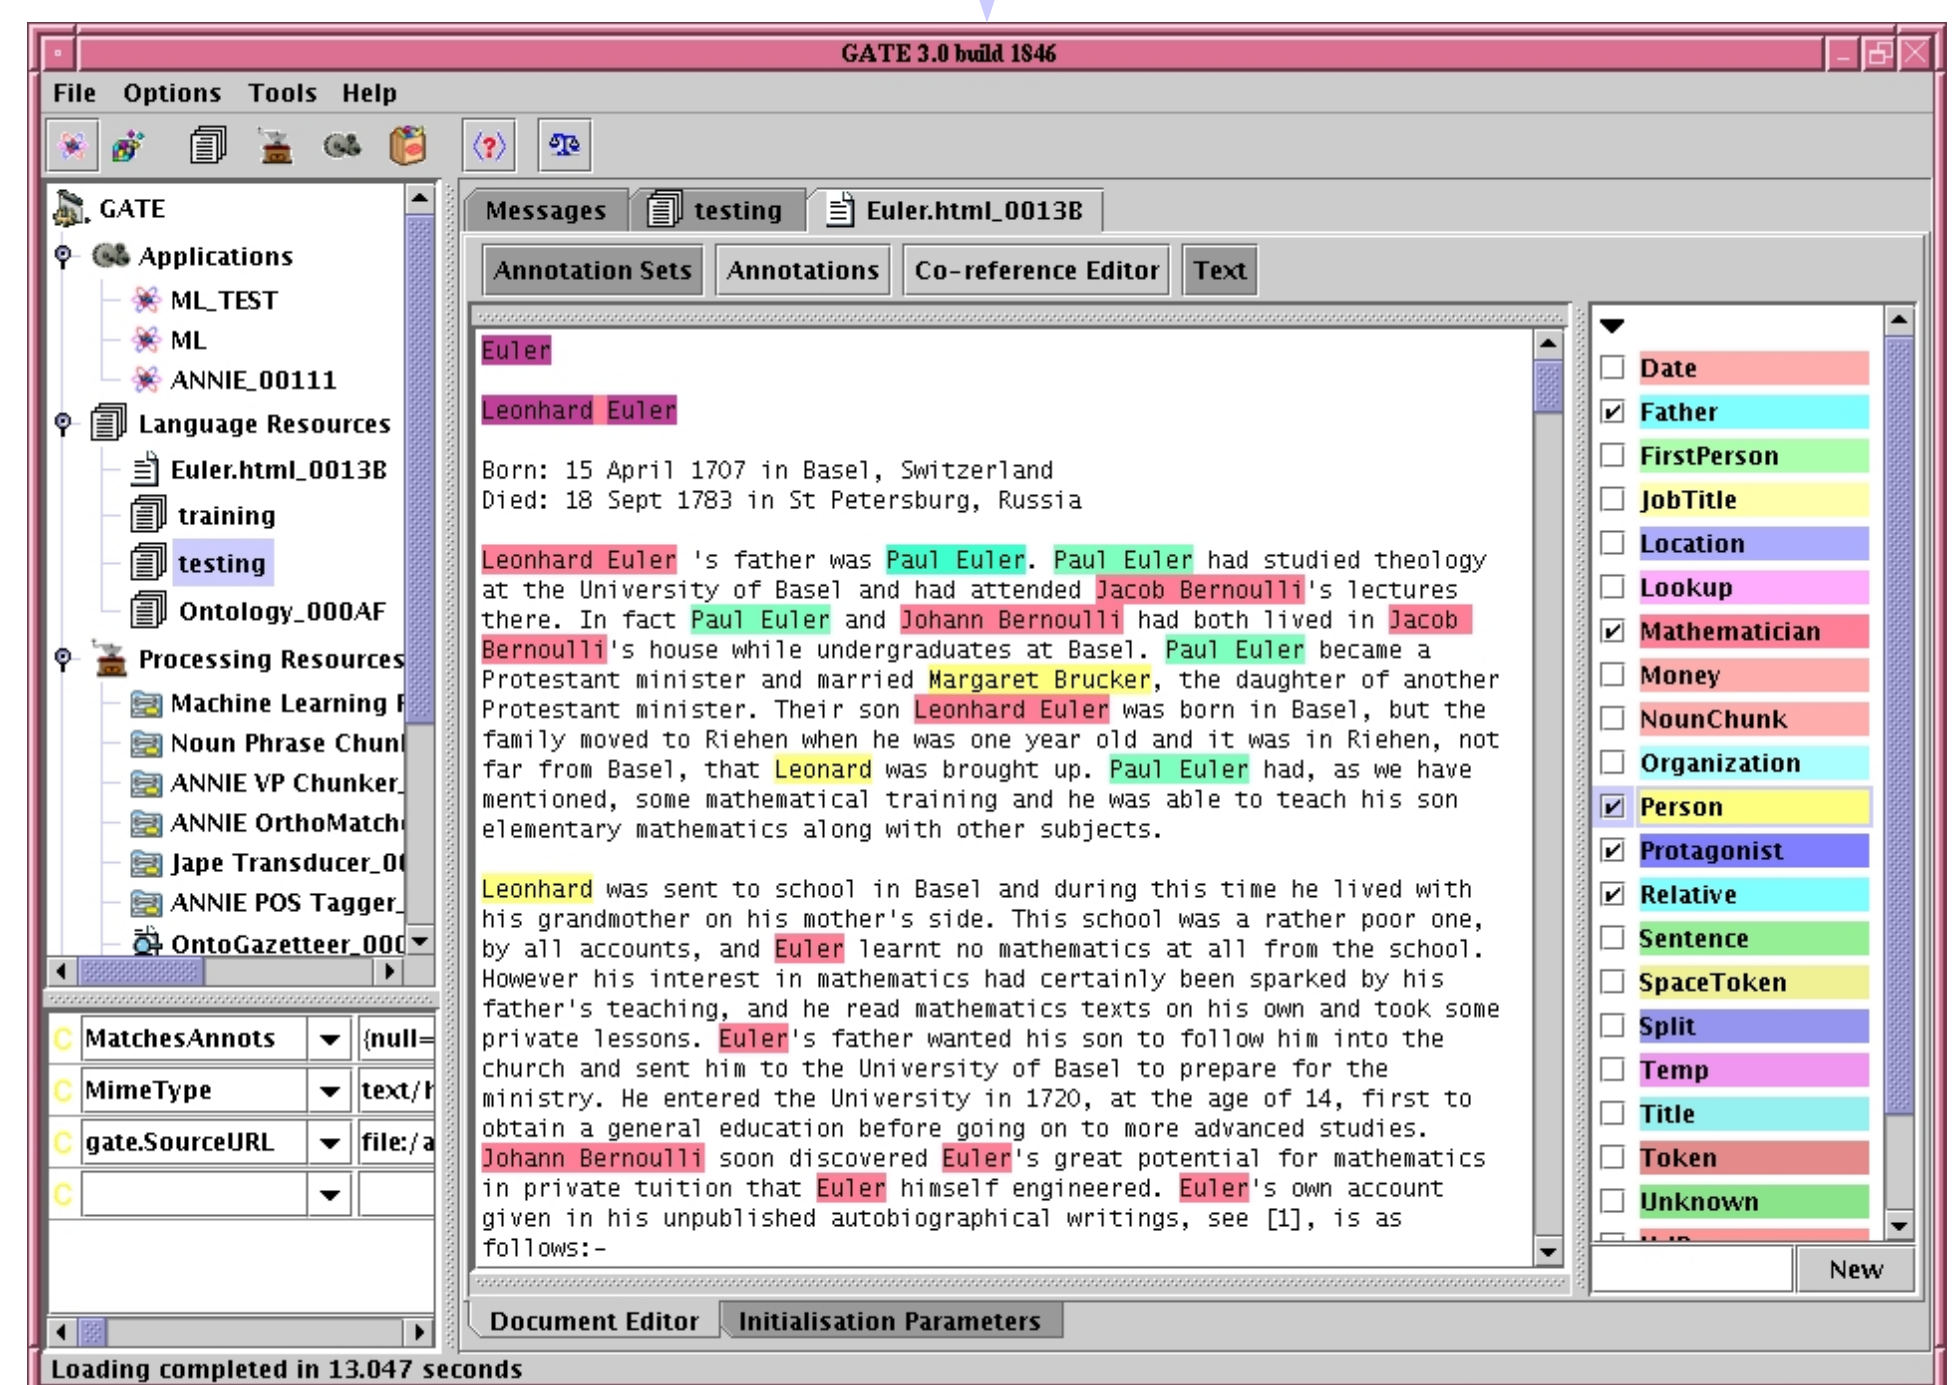 GATE 3.0 build 1846
File Options Tools Help
GATE
Applications
ML_TEST
ML
ANNIE_00111
Language Resources
Euler.html_0013B
training
testing
Ontology_000AF
Processing Resources
Machine Learning
Noun Phrase Chun
ANNIE VP Chunker_
ANNIE OrthoMatch
Jape Transducer_0
ANNIE POS Tagger_
OntoGazetteer_000
MatchesAnnots {null=
MimeType text/h
gate.SourceURL file:/a
Messages testing Euler.html_0013B
Annotation Sets Annotations Co-reference Editor Text
Euler
Leonhard Euler
Born: 15 April 1707 in Basel, Switzerland
Died: 18 Sept 1783 in St Petersburg, Russia
Leonhard Euler 's father was Paul Euler. Paul Euler had studied theology
at the University of Basel and had attended Jacob Bernoulli's lectures
there. In fact Paul Euler and Johann Bernoulli had both lived in Jacob
Bernoulli's house while undergraduates at Basel. Paul Euler became a
Protestant minister and married Margaret Brucker, the daughter of another
Protestant minister. Their son Leonhard Euler was born in Basel, but the
family moved to Riehen when he was one year old and it was in Riehen, not
far from Basel, that Leonard was brought up. Paul Euler had, as we have
mentioned, some mathematical training and he was able to teach his son
elementary mathematics along with other subjects.
Leonhard was sent to school in Basel and during this time he lived with
his grandmother on his mother's side. This school was a rather poor one,
by all accounts, and Euler learnt no mathematics at all from the school.
However his interest in mathematics had certainly been sparked by his
father's teaching, and he read mathematics texts on his own and took some
private lessons. Euler's father wanted his son to follow him into the
church and sent him to the University of Basel to prepare for the
ministry. He entered the University in 1720, at the age of 14, first to
obtain a general education before going on to more advanced studies.
Johann Bernoulli soon discovered Euler's great potential for mathematics
in private tuition that Euler himself engineered. Euler's own account
given in his unpublished autobiographical writings, see [1], is as
follows:-
Date
Father
FirstPerson
JobTitle
Location
Lookup
Mathematician
Money
NounChunk
Organization
Person
Protagonist
Relative
Sentence
SpaceToken
Split
Temp
Title
Token
Unknown
New
Document Editor Initialisation Parameters
Loading completed in 13.047 seconds